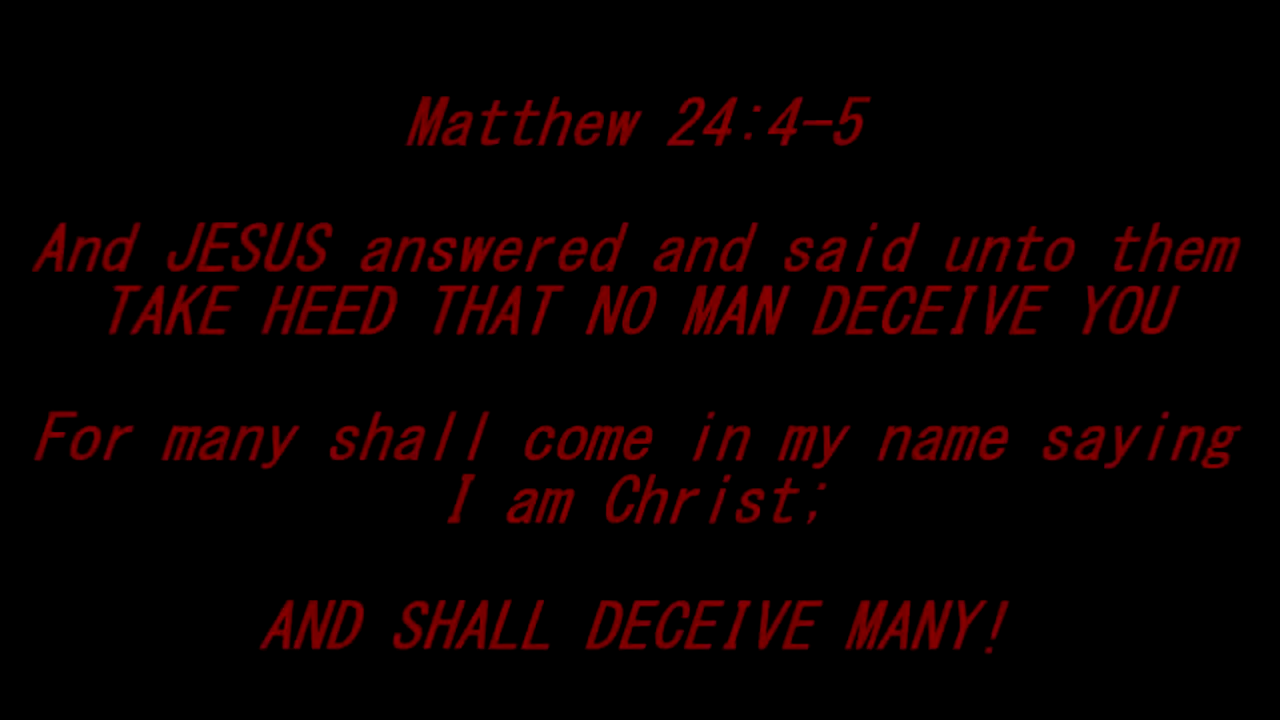 Matthew 24:4-5
And JESUS answered and said unto them
TAKE HEED THAT NO MAN DECEIVE YOU
For many shall come in my name saying
I am Christ;
AND SHALL DECEIVE MANY!